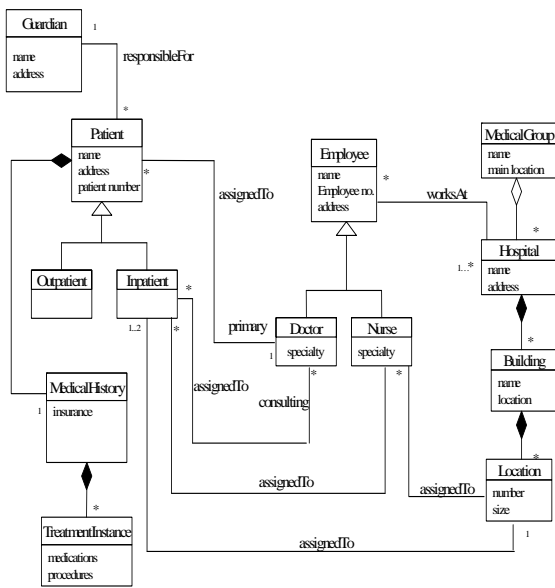 Guardian
1
name
address
responsibleFor
*
Patient
name
address
patient number
*
assignedTo
Employee
name
Employee no.
address
*
worksAt
MedicalGroup
name
main location
*
1...*
Hospital
name
address
Outpatient
Inpatient
*
1..2
*
primary
1
Doctor
specialty
*
Nurse
specialty
*
*
Building
name
location
assignedTo
consulting
MedicalHistory
insurance
1
*
Location
number
size
1
assignedTo
assignedTo
*
TreatmentInstance
medications
procedures
assignedTo